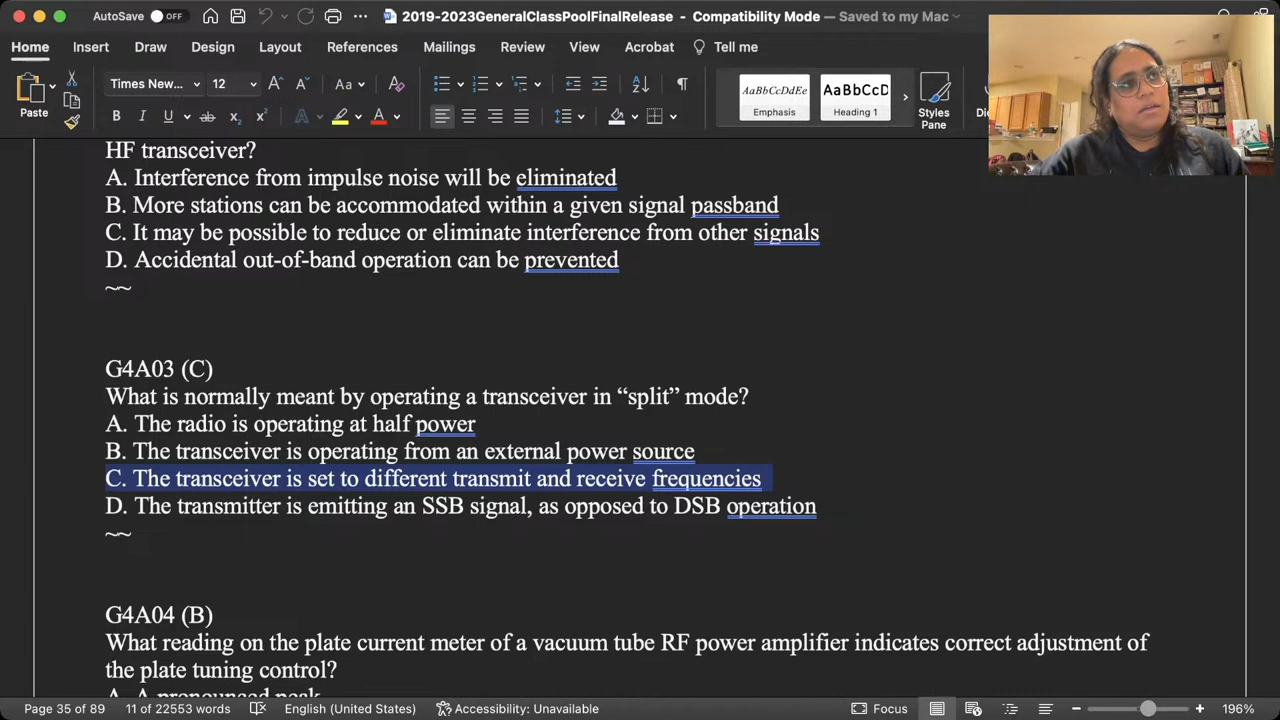 AutoSave OFF 2019-2023GeneralClassPoolFinalRelease - Compatibility Mode — Saved to my Mac
Home Insert Draw Design Layout References Mailings Review View Acrobat Tell me
Paste Times New... 12 Aa AaBbCcDdEe Emphasis AaBbCcD Heading 1 Styles Pane
HF transceiver?
A. Interference from impulse noise will be eliminated
B. More stations can be accommodated within a given signal passband
C. It may be possible to reduce or eliminate interference from other signals
D. Accidental out-of-band operation can be prevented
~~
G4A03 (C)
What is normally meant by operating a transceiver in “split” mode?
A. The radio is operating at half power
B. The transceiver is operating from an external power source
C. The transceiver is set to different transmit and receive frequencies
D. The transmitter is emitting an SSB signal, as opposed to DSB operation
~~
G4A04 (B)
What reading on the plate current meter of a vacuum tube RF power amplifier indicates correct adjustment of
the plate tuning control?
A. A pronounced peak
Page 35 of 89 11 of 22553 words English (United States) Accessibility: Unavailable Focus 196%